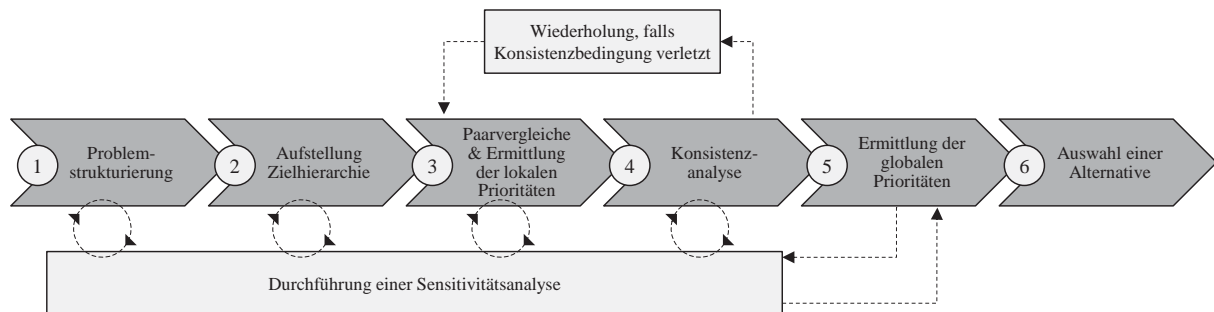 Wiederholung, falls
Konsistenzbedingung verletzt
1
Problem-
strukturierung
2
Aufstellung
Zielhierarchie
3
Paarvergleiche
& Ermittlung
der lokalen
Prioritäten
4
Konsistenz-
analyse
5
Ermittlung der
globalen
Prioritäten
6
Auswahl einer
Alternative
Durchführung einer Sensitivitätsanalyse